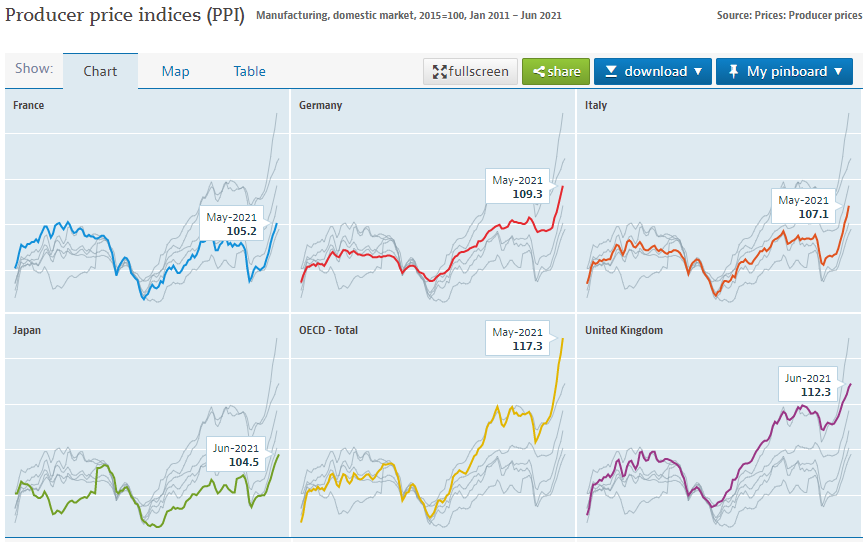 Producer price indices (PPI) Manufacturing, domestic market, 2015=100, Jan 2011 – Jun 2021 Source: Prices: Producer prices
Show: Chart Map Table fullscreen share download ▼ My pinboard ▼
France Germany Italy
May-2021
109.3
May-2021
107.1
May-2021
105.2
Japan OECD - Total United Kingdom
May-2021
117.3
Jun-2021
112.3
Jun-2021
104.5